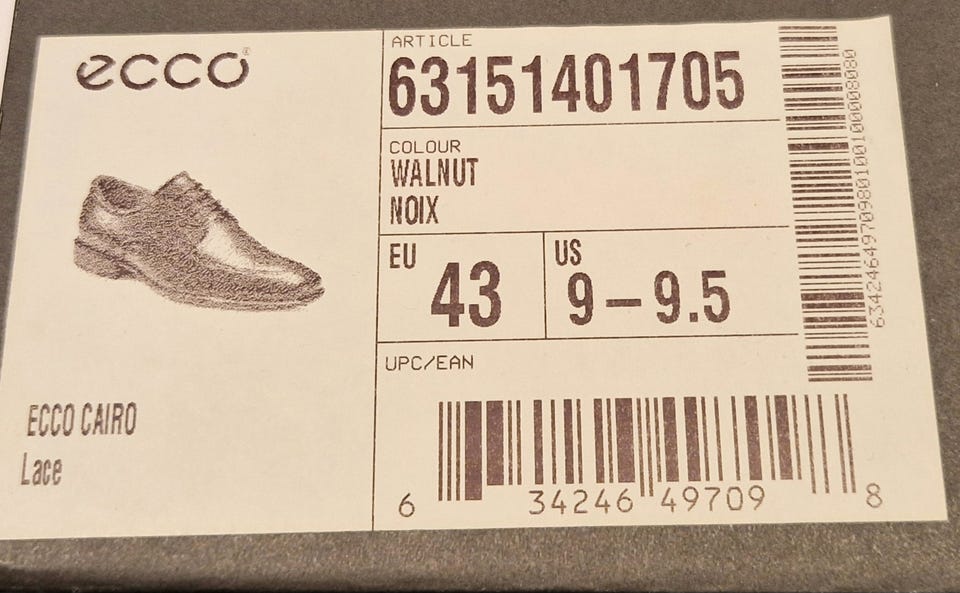 ecco®
ARTICLE
63151401705
COLOUR
WALNUT
NOIX
EU
43
US
9 – 9.5
UPC/EAN
ECCO CAIRO
Lace
6 34246 49709 8